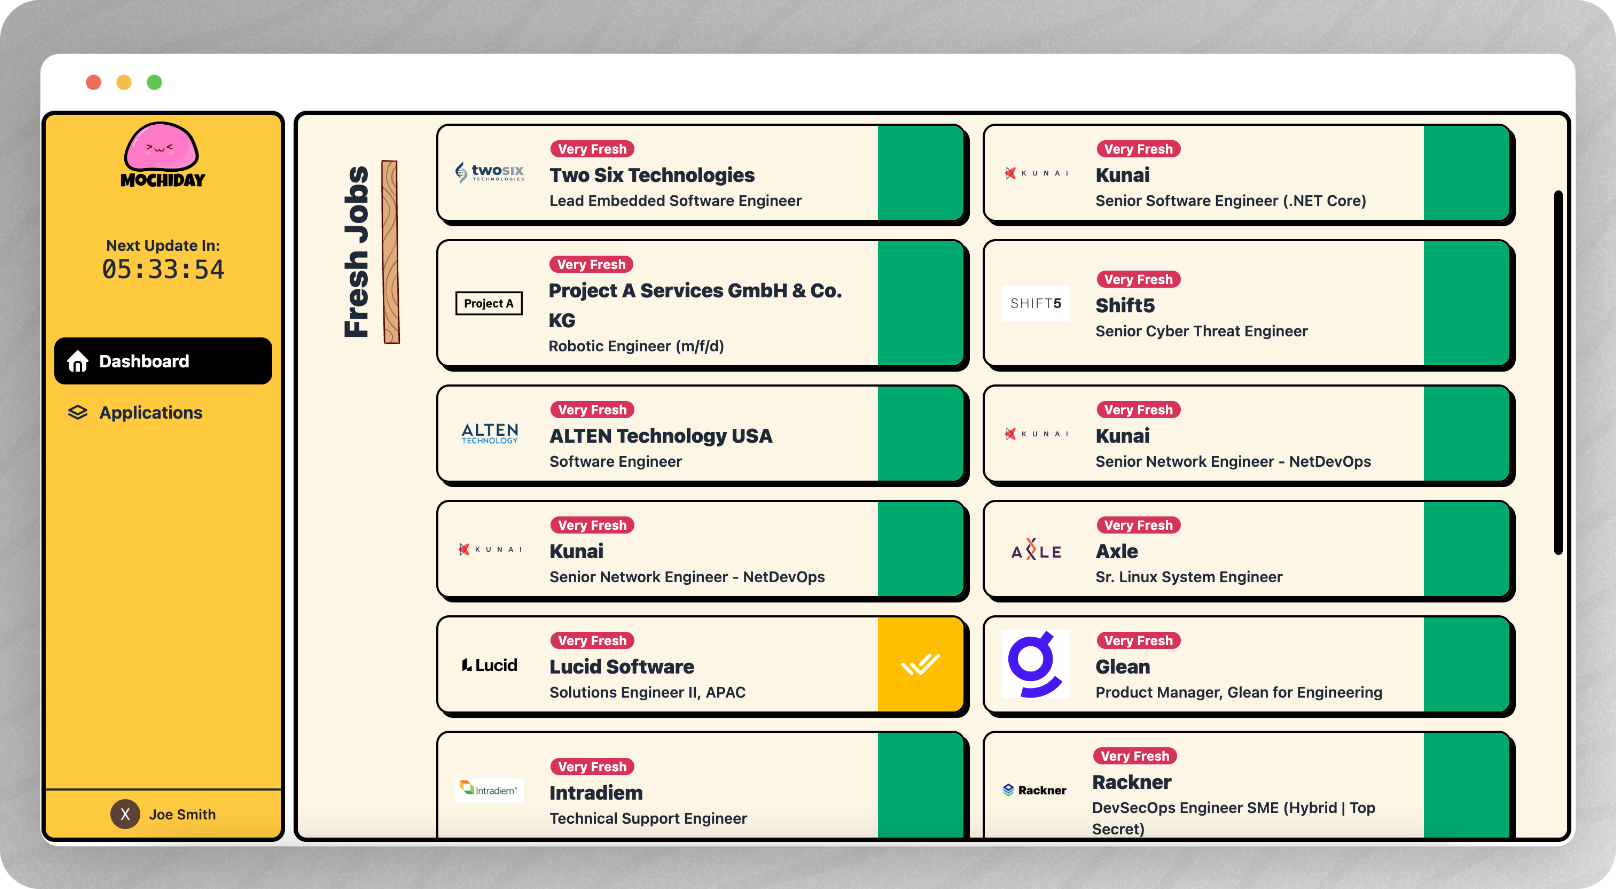 MOCHIDAY
Next Update In:
05:33:54
Dashboard
Applications
X Joe Smith
Fresh Jobs
twosix
TECHNOLOGIES
Very Fresh
Two Six Technologies
Lead Embedded Software Engineer
KUNAI
Very Fresh
Kunai
Senior Software Engineer (.NET Core)
Project A
Very Fresh
Project A Services GmbH & Co.
KG
Robotic Engineer (m/f/d)
SHIFT5
Very Fresh
Shift5
Senior Cyber Threat Engineer
ALTEN
TECHNOLOGY
Very Fresh
ALTEN Technology USA
Software Engineer
KUNAI
Very Fresh
Kunai
Senior Network Engineer - NetDevOps
KUNAI
Very Fresh
Kunai
Senior Network Engineer - NetDevOps
AXLE
Very Fresh
Axle
Sr. Linux System Engineer
Lucid
Very Fresh
Lucid Software
Solutions Engineer II, APAC
g
Very Fresh
Glean
Product Manager, Glean for Engineering
Intradiem
Very Fresh
Intradiem
Technical Support Engineer
Rackner
Very Fresh
Rackner
DevSecOps Engineer SME (Hybrid | Top
Secret)